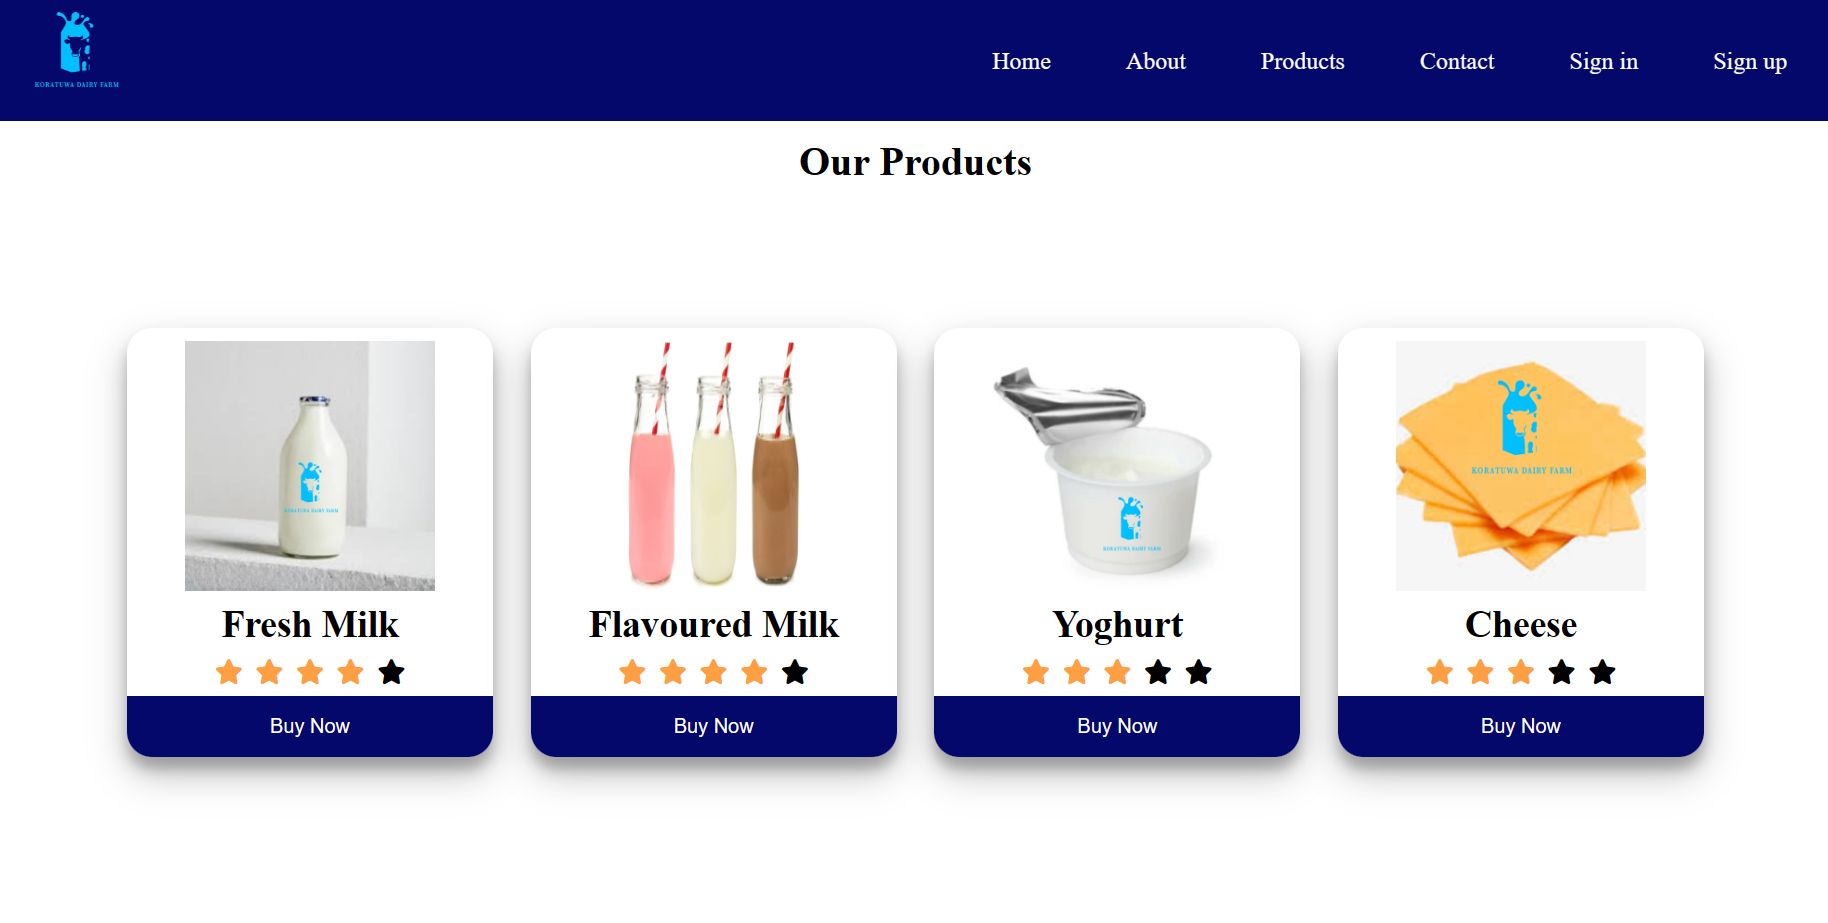 KORATUWA DAIRY FARM
Home About Products Contact Sign in Sign up
Our Products
KORATUWA DAIRY FARM
KORATUWA DAIRY FARM
KORATUWA DAIRY FARM
Fresh Milk Flavoured Milk Yoghurt Cheese
Buy Now Buy Now Buy Now Buy Now